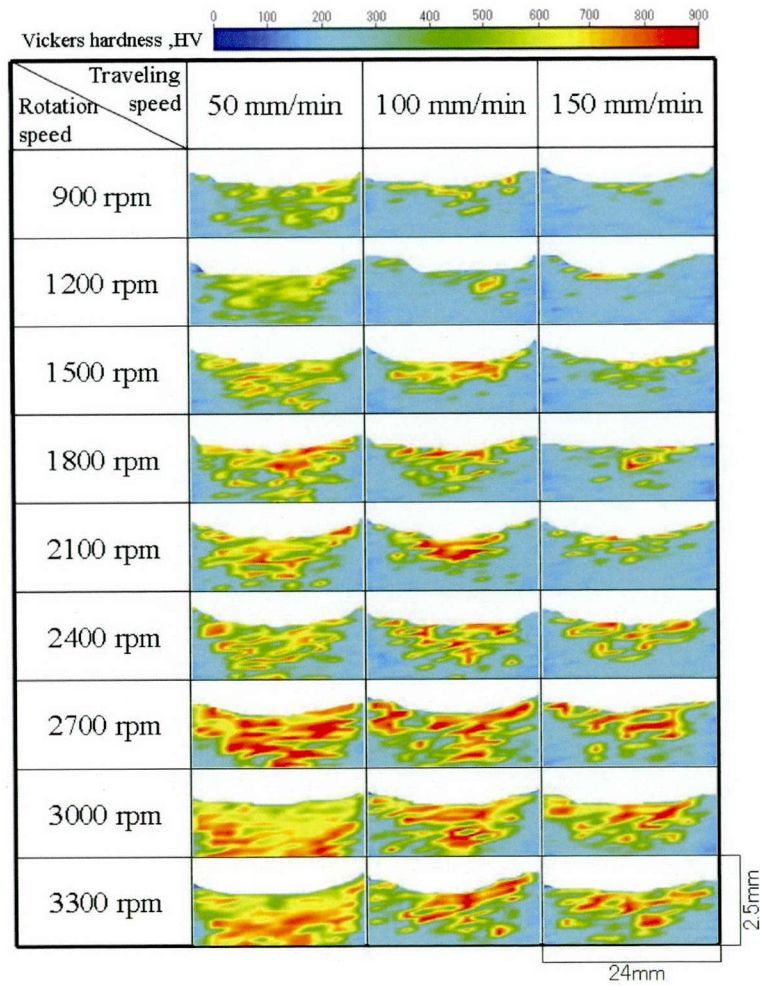 0 100 200 300 400 500 600 700 800 900
Vickers hardness ,HV
Traveling
speed
Rotation
speed
50 mm/min 100 mm/min 150 mm/min
900 rpm
1200 rpm
1500 rpm
1800 rpm
2100 rpm
2400 rpm
2700 rpm
3000 rpm
3300 rpm
2.5mm
24mm